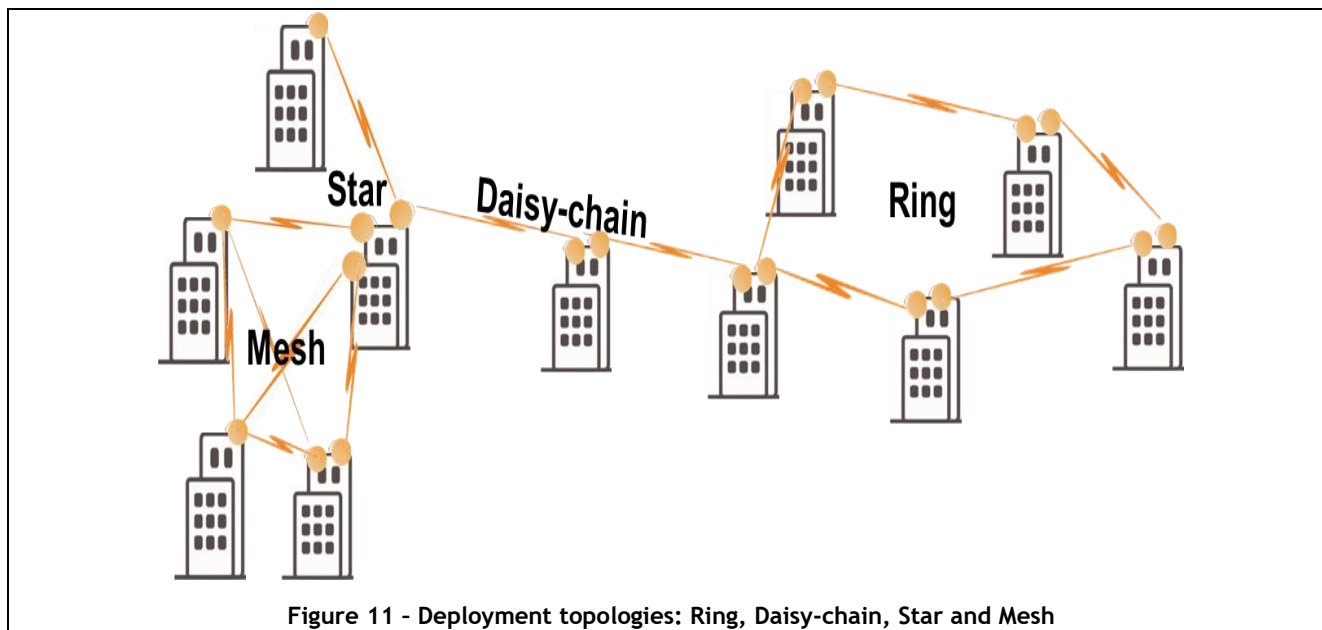 Star
Daisy-chain
Ring
Mesh
Figure 11 – Deployment topologies: Ring, Daisy-chain, Star and Mesh